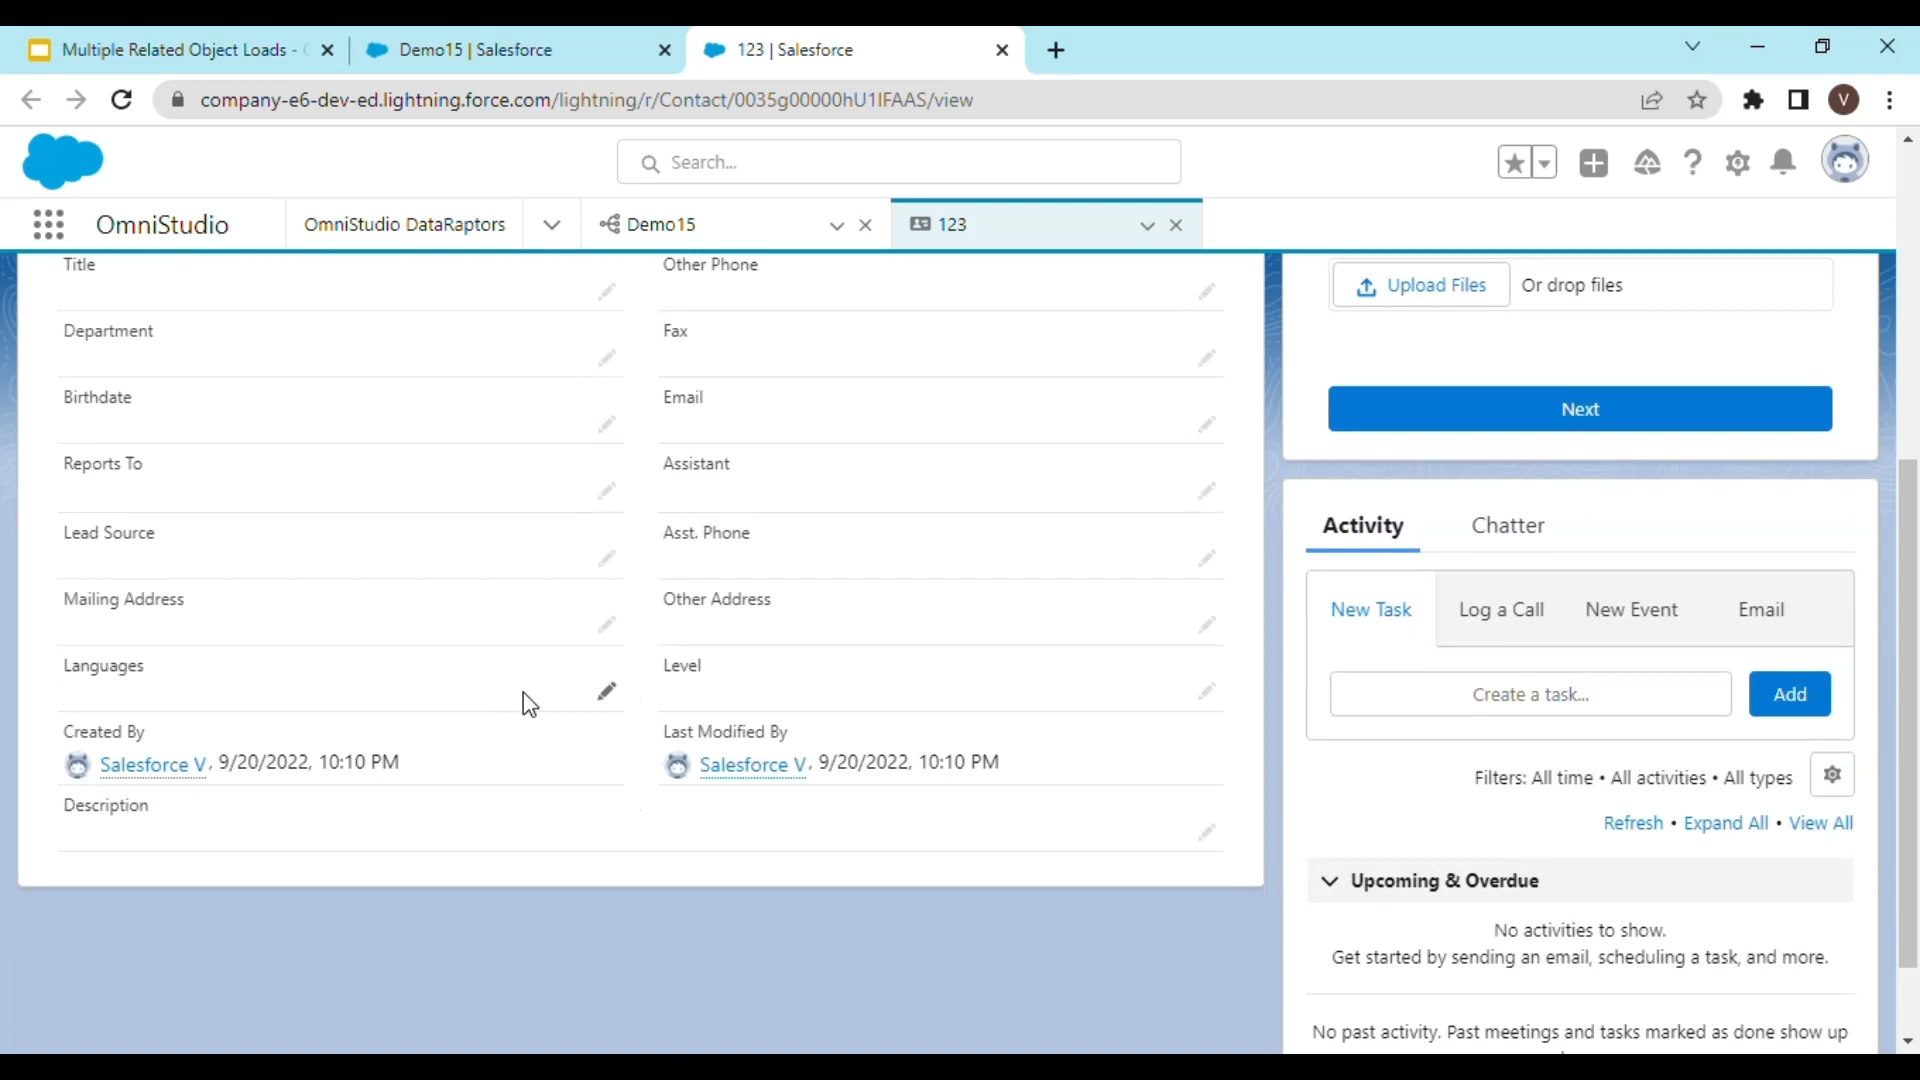 Multiple Related Object Loads -
Demo15 | Salesforce
123 | Salesforce
company-e6-dev-ed.lightning.force.com/lightning/r/Contact/0035g00000hU1IFAAS/view
V
Search...
OmniStudio
OmniStudio DataRaptors
Demo15
123
Title
Other Phone
Department
Fax
Birthdate
Email
Reports To
Assistant
Lead Source
Asst. Phone
Mailing Address
Other Address
Languages
Level
Created By
Last Modified By
Salesforce V, 9/20/2022, 10:10 PM
Salesforce V, 9/20/2022, 10:10 PM
Description
Upload Files
Or drop files
Next
Activity
Chatter
New Task
Log a Call
New Event
Email
Create a task...
Add
Filters: All time • All activities • All types
Refresh • Expand All • View All
Upcoming & Overdue
No activities to show.
Get started by sending an email, scheduling a task, and more.
No past activity. Past meetings and tasks marked as done show up